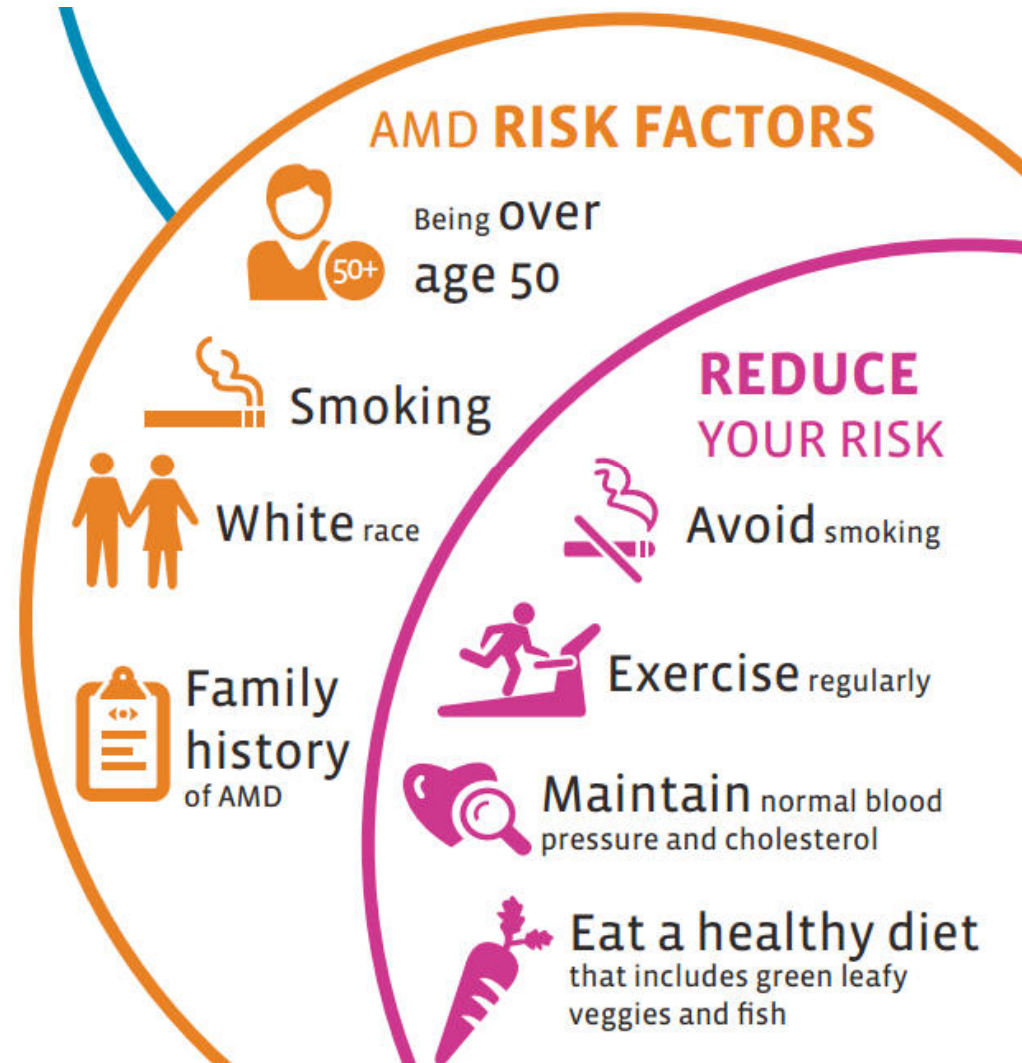 AMD RISK FACTORS
Being over
age 50
50+
Smoking
White race
Family
history
of AMD
REDUCE
YOUR RISK
Avoid smoking
Exercise regularly
Maintain normal blood
pressure and cholesterol
Eat a healthy diet
that includes green leafy
veggies and fish